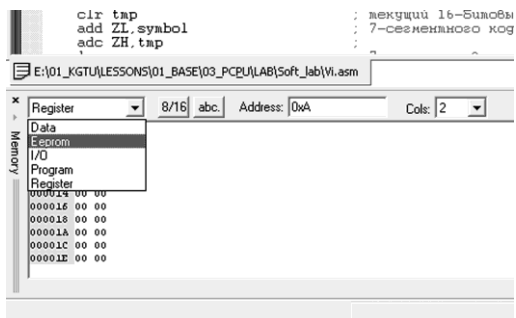 clr tmp ; текущий 16-битовы
add ZL,symbol ; 7-сегментного код
adc ZH,tmp ;
E:\01_KGTU\LESSONS\01_BASE\03_PCPU\LAB\Soft_lab\Vi.asm
Register 8/16 abc. Address: 0xA Cols: 2
Data
Eeprom
I/O
Program
Register
Memory
000014 00 00
000016 00 00
000018 00 00
00001A 00 00
00001C 00 00
00001E 00 00